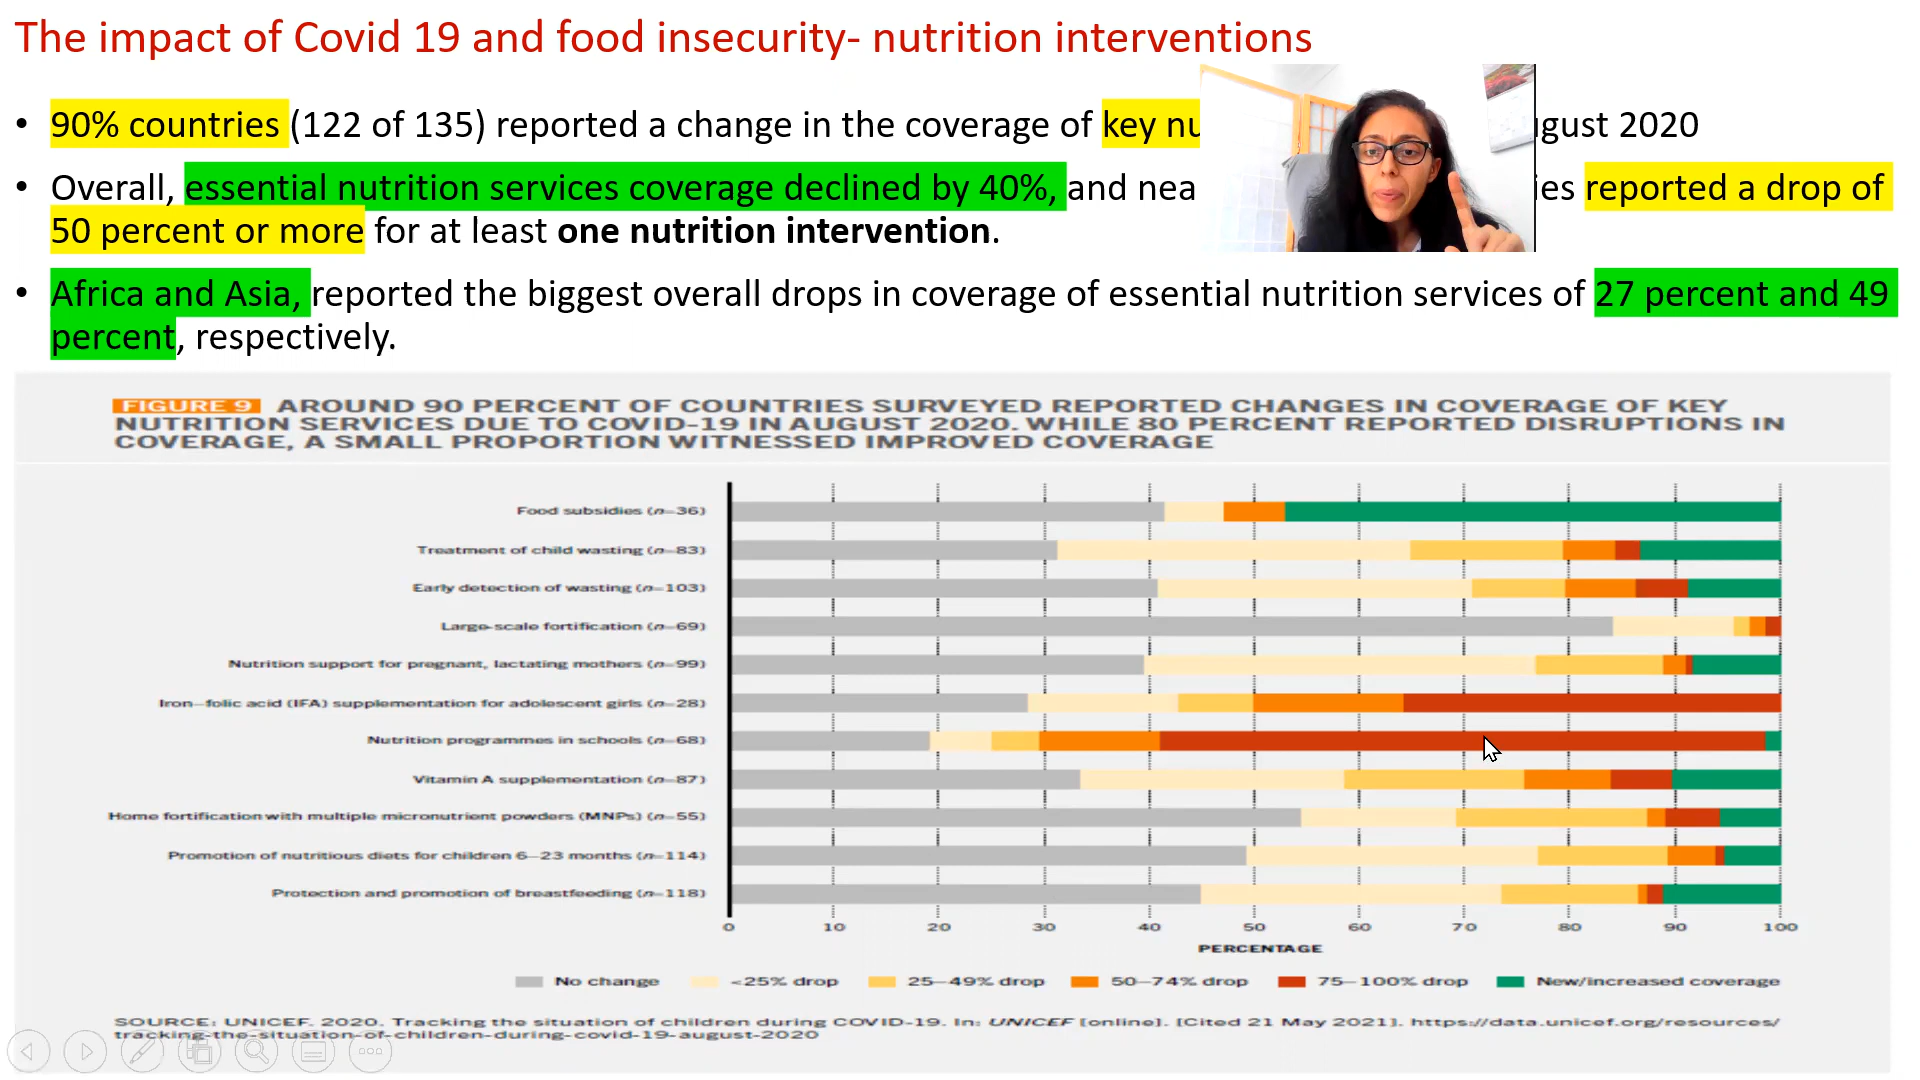 The impact of Covid 19 and food insecurity- nutrition interventions
• 90% countries (122 of 135) reported a change in the coverage of key nu gust 2020
• Overall, essential nutrition services coverage declined by 40%, and nea ies reported a drop of
50 percent or more for at least one nutrition intervention.
• Africa and Asia, reported the biggest overall drops in coverage of essential nutrition services of 27 percent and 49
percent, respectively.
FIGURE 9 AROUND 90 PERCENT OF COUNTRIES SURVEYED REPORTED CHANGES IN COVERAGE OF KEY
NUTRITION SERVICES DUE TO COVID-19 IN AUGUST 2020. WHILE 80 PERCENT REPORTED DISRUPTIONS IN
COVERAGE, A SMALL PROPORTION WITNESSED IMPROVED COVERAGE
Food subsidies (n=36)
Treatment of child wasting (n=83)
Early detection of wasting (n=103)
Large-scale fortification (n=69)
Nutrition support for pregnant, lactating mothers (n=99)
Iron–folic acid (IFA) supplementation for adolescent girls (n=28)
Nutrition programmes in schools (n=68)
Vitamin A supplementation (n=87)
Home fortification with multiple micronutrient powders (MNPs) (n=55)
Promotion of nutritious diets for children 6–23 months (n=114)
Protection and promotion of breastfeeding (n=118)
0 10 20 30 40 50 60 70 80 90 100
PERCENTAGE
No change <25% drop 25–49% drop 50–74% drop 75–100% drop New/increased coverage
SOURCE: UNICEF. 2020. Tracking the situation of children during COVID-19. In: UNICEF [online]. [Cited 21 May 2021]. https://data.unicef.org/resources/
tracking-the-situation-of-children-during-covid-19-august-2020